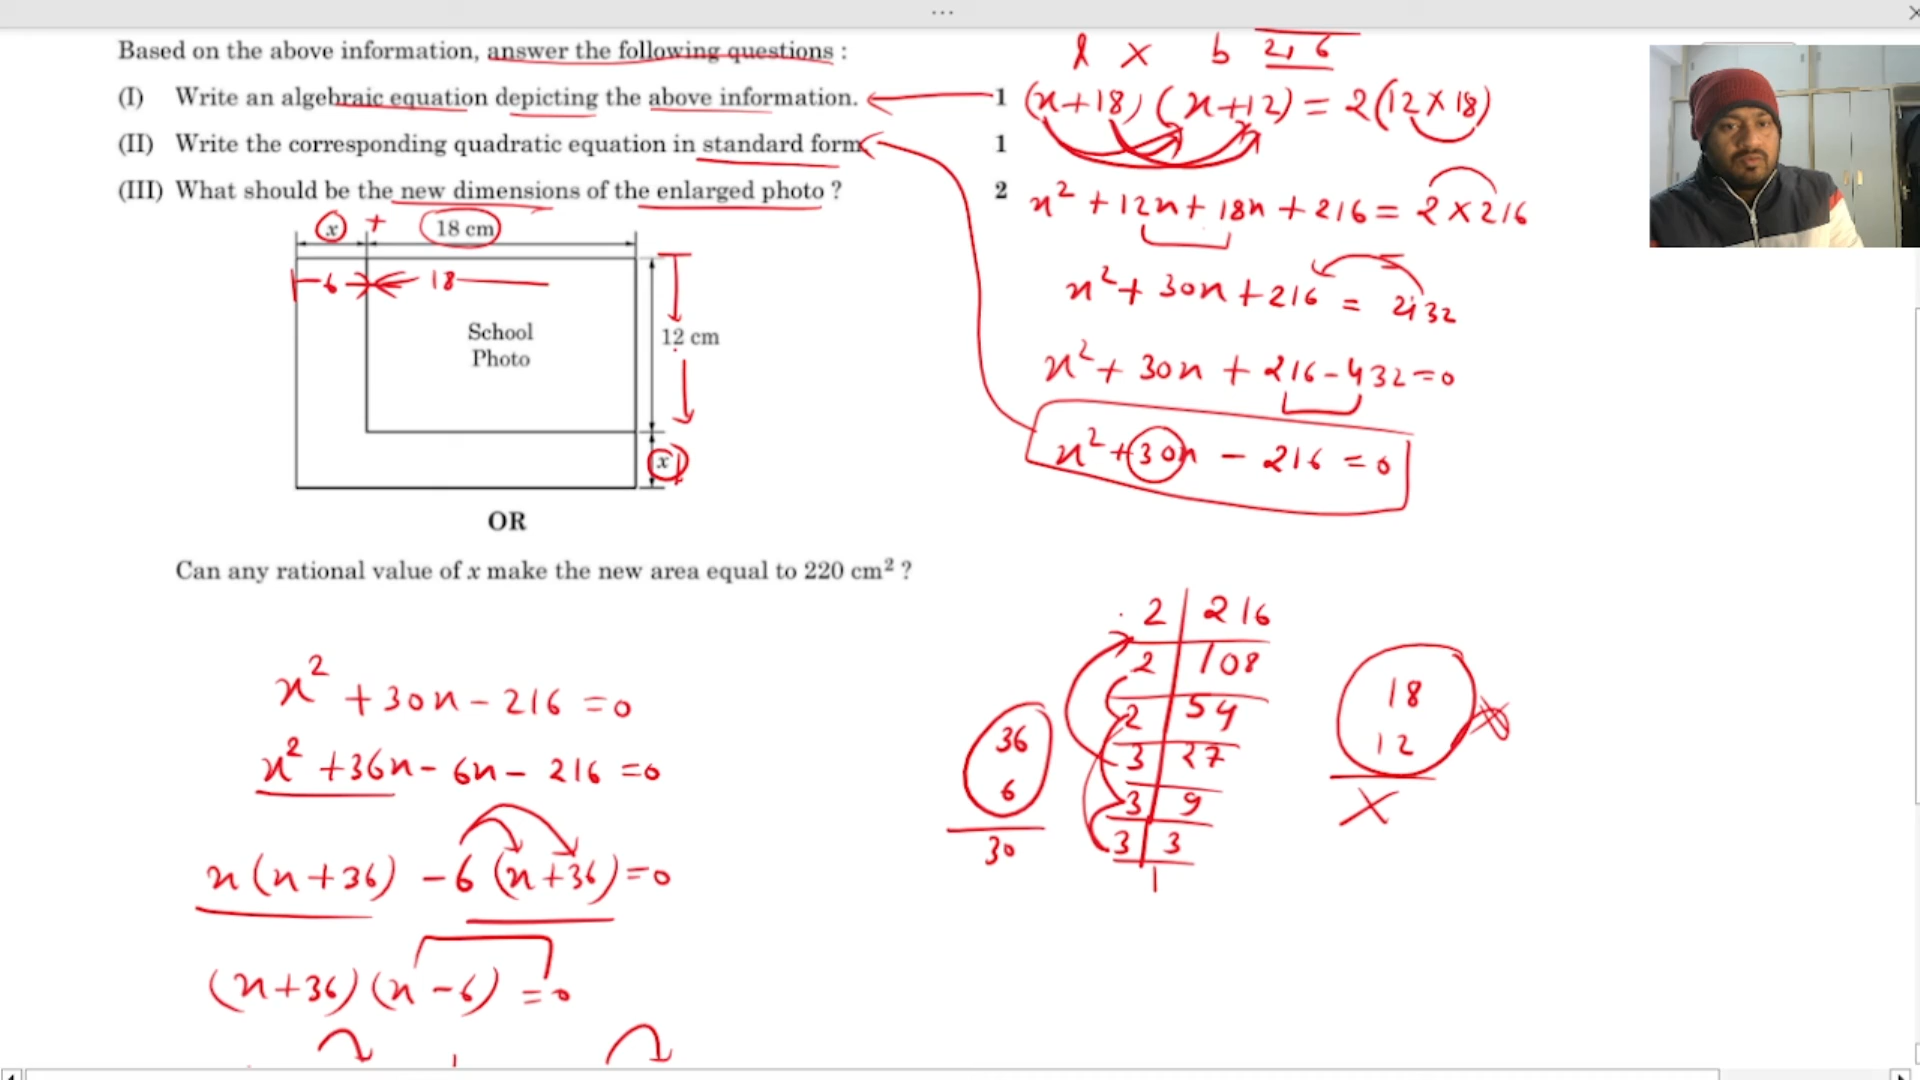 Based on the above information, answer the following questions :
(I) Write an algebraic equation depicting the above information. 1
(II) Write the corresponding quadratic equation in standard form 1
(III) What should be the new dimensions of the enlarged photo ? 2
x + 18 cm
6 18
School
Photo
12 cm
x
OR
Can any rational value of x make the new area equal to 220 cm² ?
l × b 216
(x+18) (x+12) = 2(12×18)
x² + 12x + 18x + 216 = 2×216
x² + 30x + 216 = 432
x² + 30x + 216 - 432 = 0
x² + 30x - 216 = 0
x² + 30x - 216 = 0
x² + 36x - 6x - 216 = 0
x(x+36) - 6(x+36) = 0
(x+36)(x-6) = 0
36
6
30
2 | 216
2 | 108
2 | 54
3 | 27
3 | 9
3 | 3
1
18
12
×